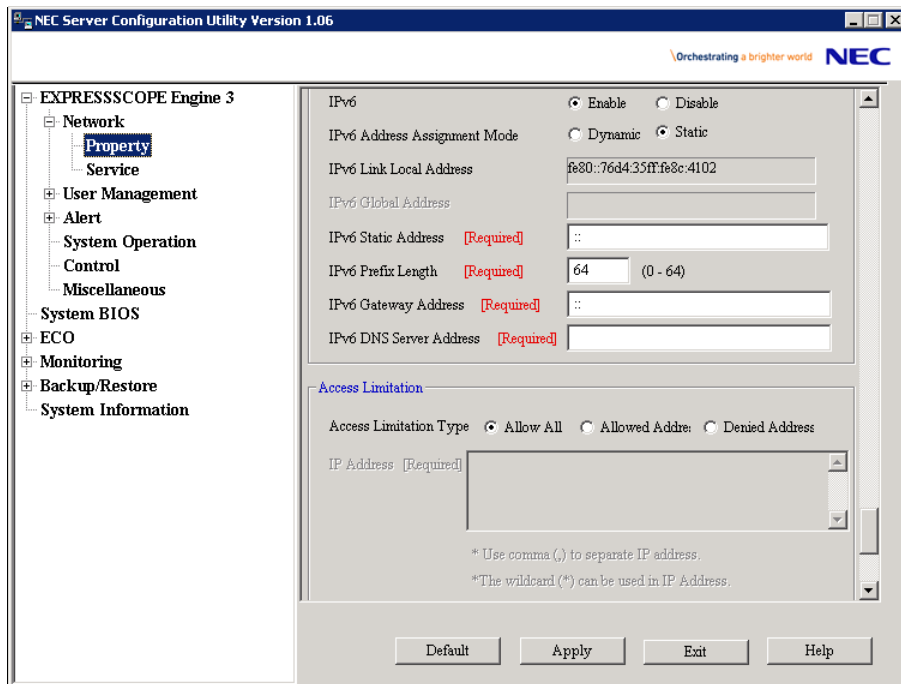 NEC Server Configuration Utility Version 1.06
\Orchestrating a brighter world NEC
EXPRESSSCOPE Engine 3
Network
Property
Service
User Management
Alert
System Operation
Control
Miscellaneous
System BIOS
ECO
Monitoring
Backup/Restore
System Information
IPv6 Enable Disable
IPv6 Address Assignment Mode Dynamic Static
IPv6 Link Local Address fe80::76d4:35ff:fe8c:4102
IPv6 Global Address
IPv6 Static Address [Required] ::
IPv6 Prefix Length [Required] 64 (0 - 64)
IPv6 Gateway Address [Required] ::
IPv6 DNS Server Address [Required]
Access Limitation
Access Limitation Type Allow All Allowed Addre: Denied Address
IP Address [Required]
* Use comma (,) to separate IP address.
*The wildcard (*) can be used in IP Address.
Default Apply Exit Help